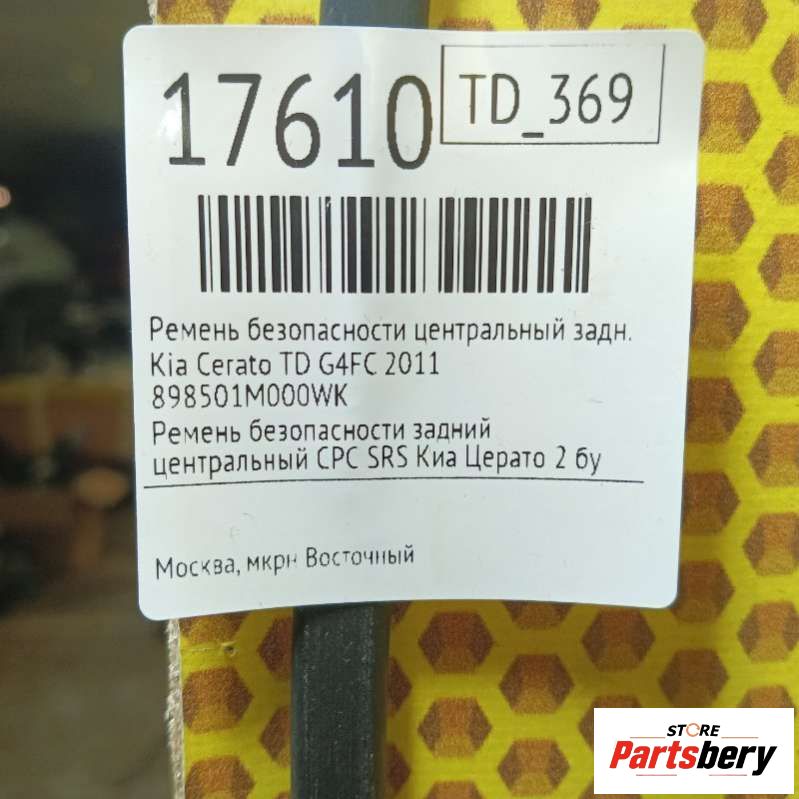 17610
TD_369
Ремень безопасности центральный задн.
Kia Cerato TD G4FC 2011
898501M000WK
Ремень безопасности задний
центральный СРС SRS Киа Церато 2 бу
Москва, мкрн Восточный
STORE
Partsbery